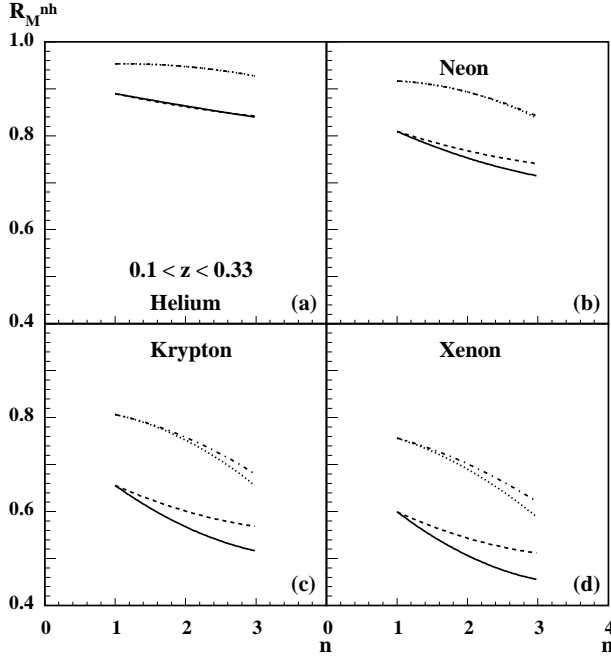 R_M^nh
1.0
0.8
0.6
0.4
0.1 < z < 0.33
Helium
(a)
Neon
(b)
0.8
0.6
0.4
Krypton
(c)
Xenon
(d)
0 1 2 3 0 1 2 3 4
n n